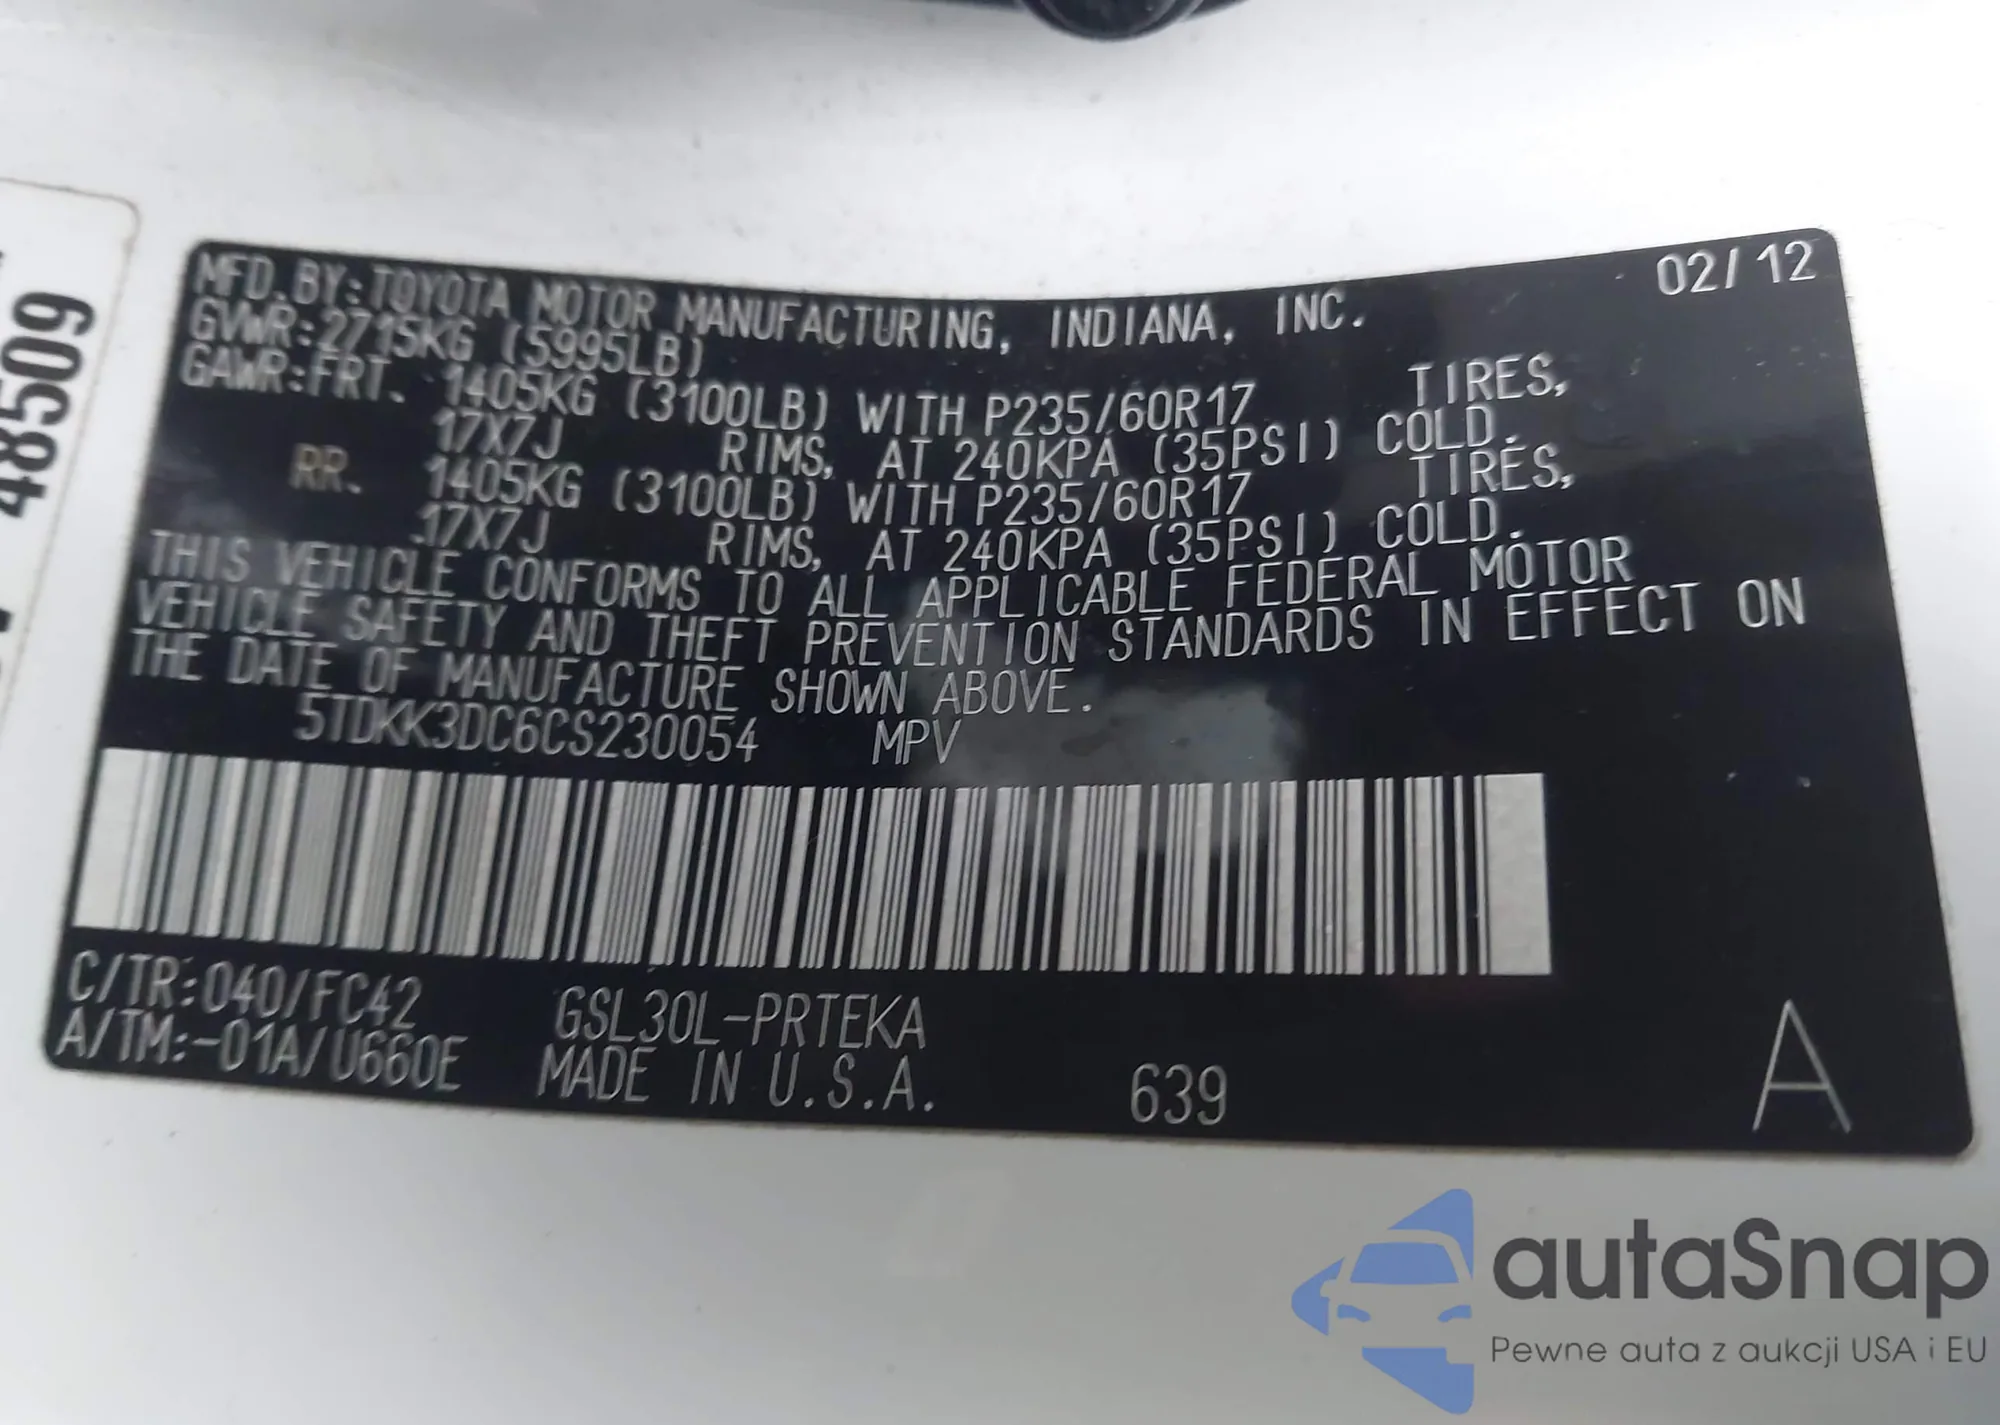 48509
MFD.BY:TOYOTA MOTOR MANUFACTURING, INDIANA, INC. 02/12
GVWR:2715KG (5995LB)
GAWR:FRT. 1405KG (3100LB) WITH P235/60R17 TIRES,
17X7J RIMS, AT 240KPA (35PSI) COLD.
RR. 1405KG (3100LB) WITH P235/60R17 TIRES,
17X7J RIMS, AT 240KPA (35PSI) COLD.
THIS VEHICLE CONFORMS TO ALL APPLICABLE FEDERAL MOTOR
VEHICLE SAFETY AND THEFT PREVENTION STANDARDS IN EFFECT ON
THE DATE OF MANUFACTURE SHOWN ABOVE.
5TDKK3DC6CS230054 MPV
C/TR:040/FC42 GSL30L-PRTEKA
A/TM:-01A/U660E MADE IN U.S.A. 639 A
autaSnap
Pewne auta z aukcji USA i EU